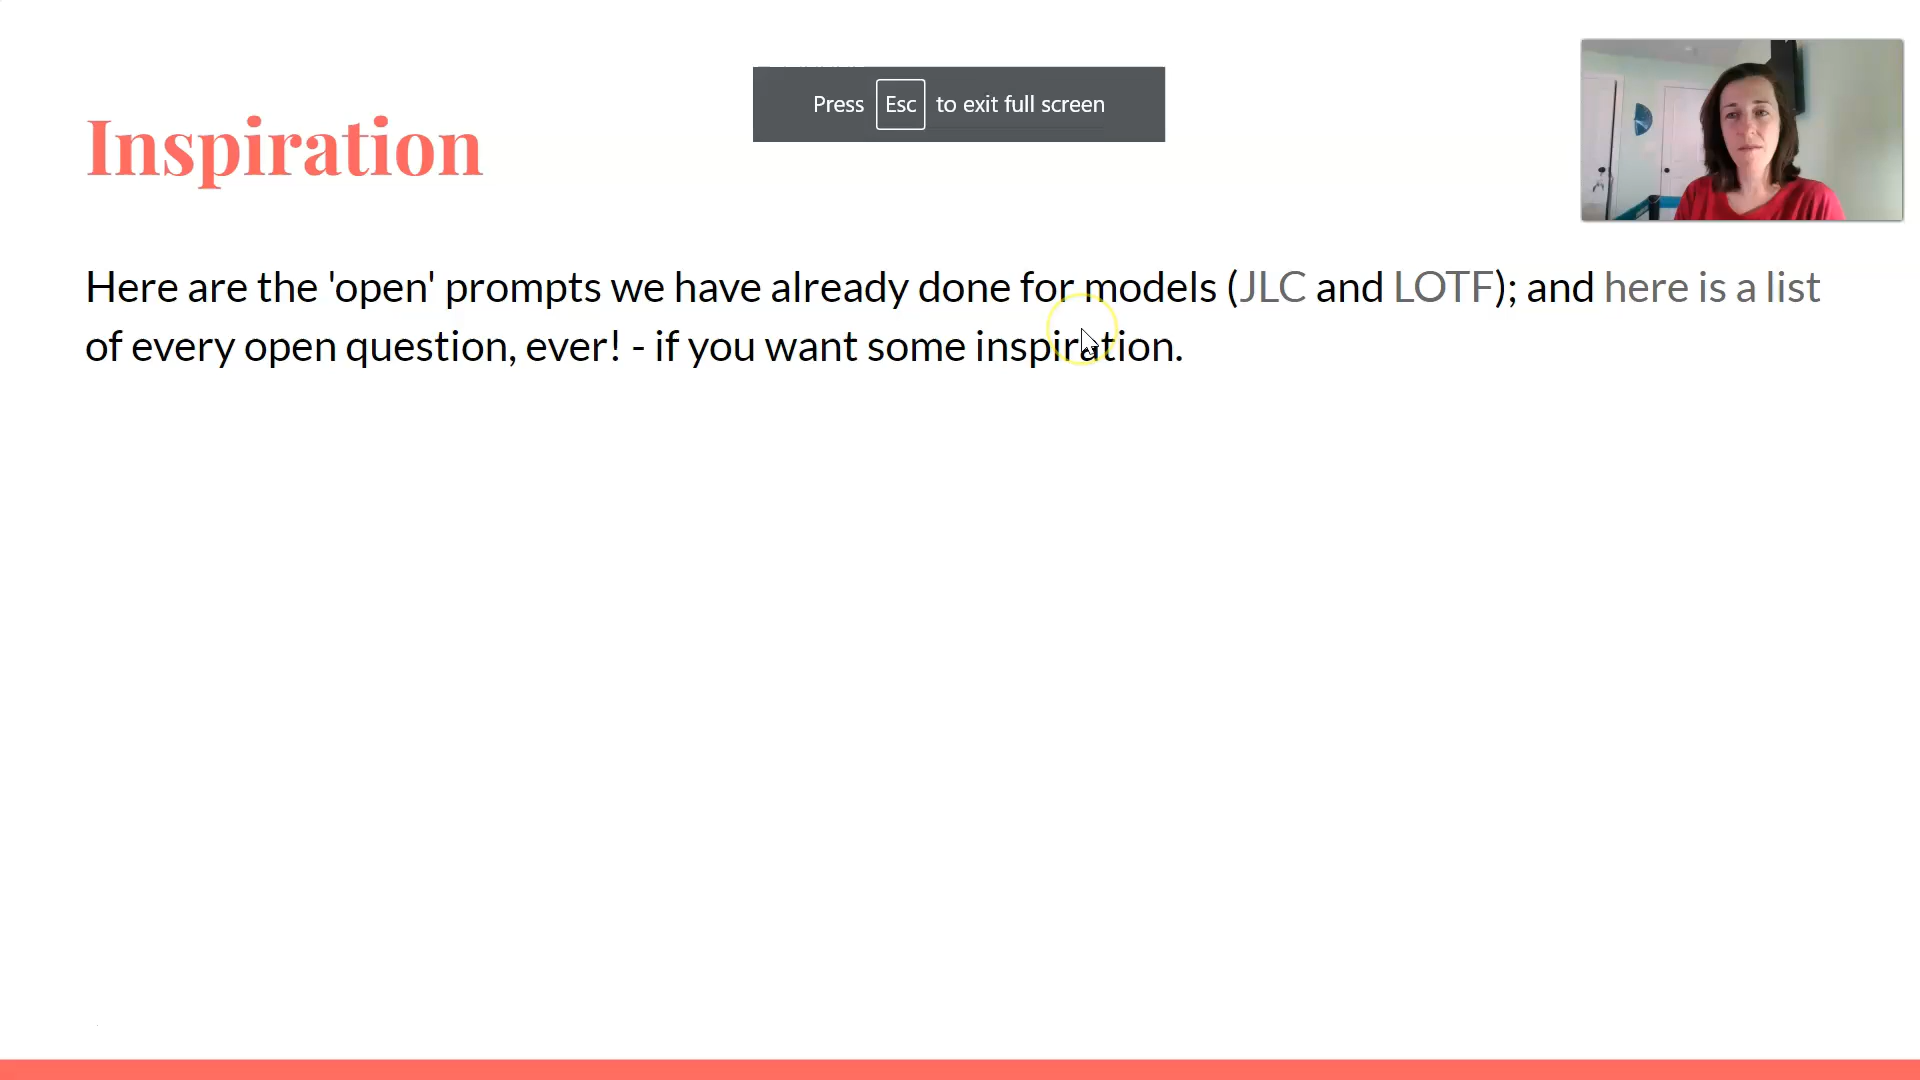 Press Esc to exit full screen
Inspiration
Here are the 'open' prompts we have already done for models (JLC and LOTF); and here is a list
of every open question, ever! - if you want some inspiration.